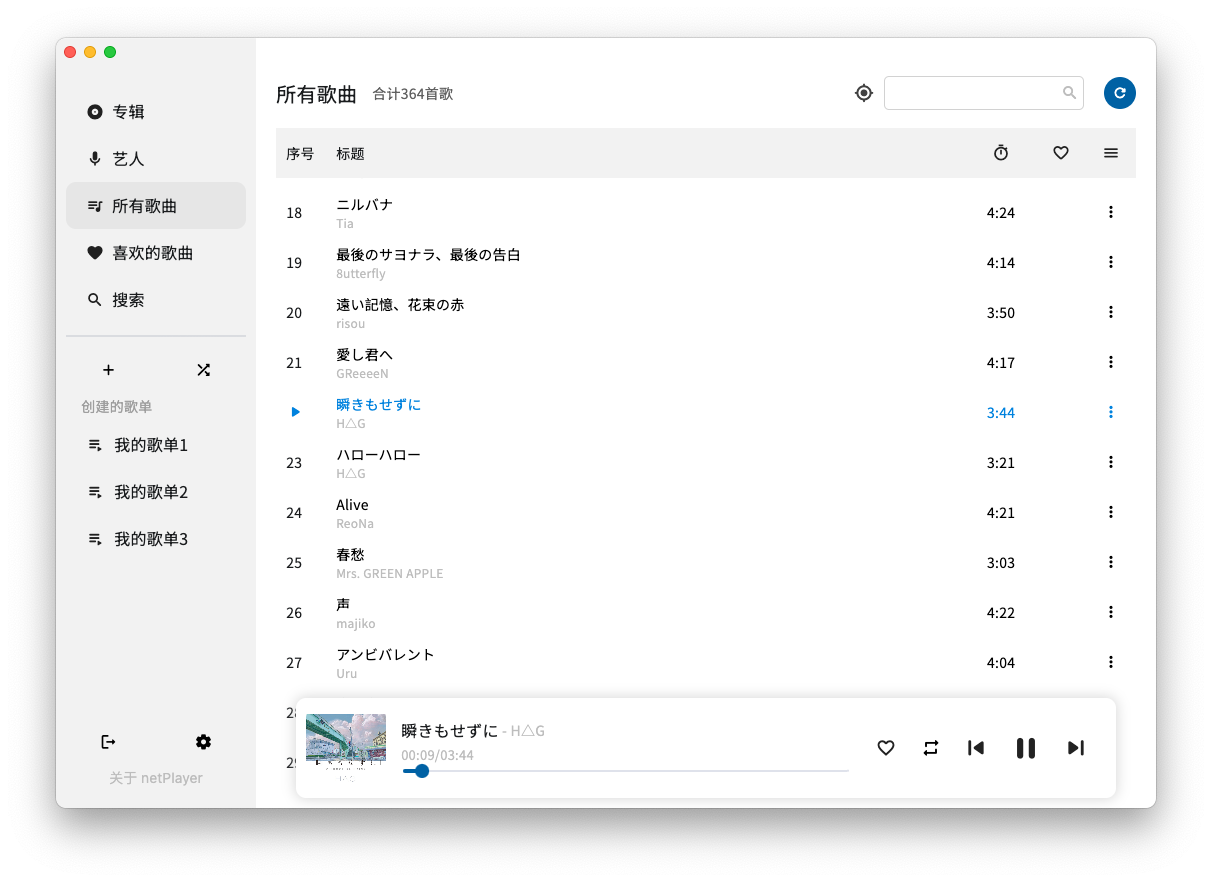 专辑
艺人
所有歌曲
喜欢的歌曲
搜索
创建的歌单
我的歌单1
我的歌单2
我的歌单3
关于 netPlayer
所有歌曲 合计364首歌
序号 标题
18 ニルバナ 4:24
Tia
19 最後のサヨナラ、最後の告白 4:14
8utterfly
20 遠い記憶、花束の赤 3:50
risou
21 愛し君へ 4:17
GReeeeN
瞬きもせずに 3:44
H△G
23 ハローハロー 3:21
H△G
24 Alive 4:21
ReoNa
25 春愁 3:03
Mrs. GREEN APPLE
26 声 4:22
majiko
27 アンビバレント 4:04
Uru
28
29
瞬きもせずに - H△G
00:09/03:44